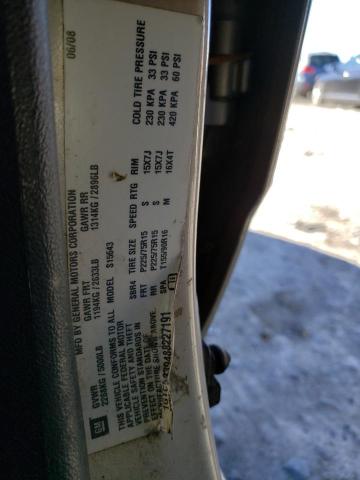 MFD BY GENERAL MOTORS CORPORATION
06/08
GVWR GAWR FRT GAWR RR
2268KG / 5000LB 1194KG / 2633LB 1314KG / 2896LB
GM
THIS VEHICLE CONFORMS TO ALL
APPLICABLE FEDERAL MOTOR
VEHICLE SAFETY AND THEFT
PREVENTION STANDARDS IN
EFFECT ON THE DATE OF
MANUFACTURE SHOWN ABOVE.
MODEL S15643
SBR4 TIRE SIZE SPEED RTG RIM COLD TIRE PRESSURE
FRT P225/75R15 S 15X7J 230 KPA 33 PSI
RR P225/75R15 S 15X7J 230 KPA 33 PSI
SPA T155/90R16 M 16X4T 420 KPA 60 PSI